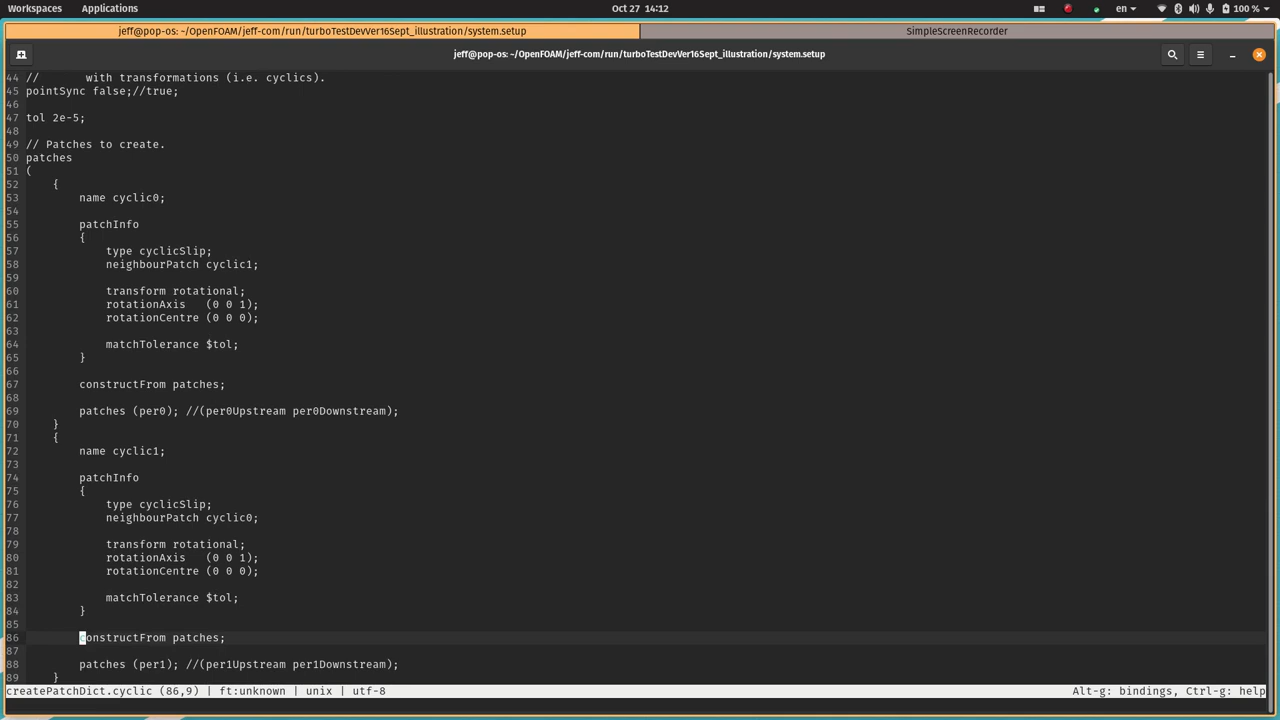 Workspaces Applications Oct 27 14:12 en 100 %
jeff@pop-os: ~/OpenFOAM/jeff-com/run/turboTestDevVer16Sept_illustration/system.setup SimpleScreenRecorder
jeff@pop-os: ~/OpenFOAM/jeff-com/run/turboTestDevVer16Sept_illustration/system.setup
44 //       with transformations (i.e. cyclics).
45 pointSync false;//true;
46
47 tol 2e-5;
48
49 // Patches to create.
50 patches
51 (
52     {
53         name cyclic0;
54
55         patchInfo
56         {
57             type cyclicSlip;
58             neighbourPatch cyclic1;
59
60             transform rotational;
61             rotationAxis   (0 0 1);
62             rotationCentre (0 0 0);
63
64             matchTolerance $tol;
65         }
66
67         constructFrom patches;
68
69         patches (per0); //(per0Upstream per0Downstream);
70     }
71     {
72         name cyclic1;
73
74         patchInfo
75         {
76             type cyclicSlip;
77             neighbourPatch cyclic0;
78
79             transform rotational;
80             rotationAxis   (0 0 1);
81             rotationCentre (0 0 0);
82
83             matchTolerance $tol;
84         }
85
86         constructFrom patches;
87
88         patches (per1); //(per1Upstream per1Downstream);
89     }
createPatchDict.cyclic (86,9) | ft:unknown | unix | utf-8 Alt-g: bindings, Ctrl-g: help